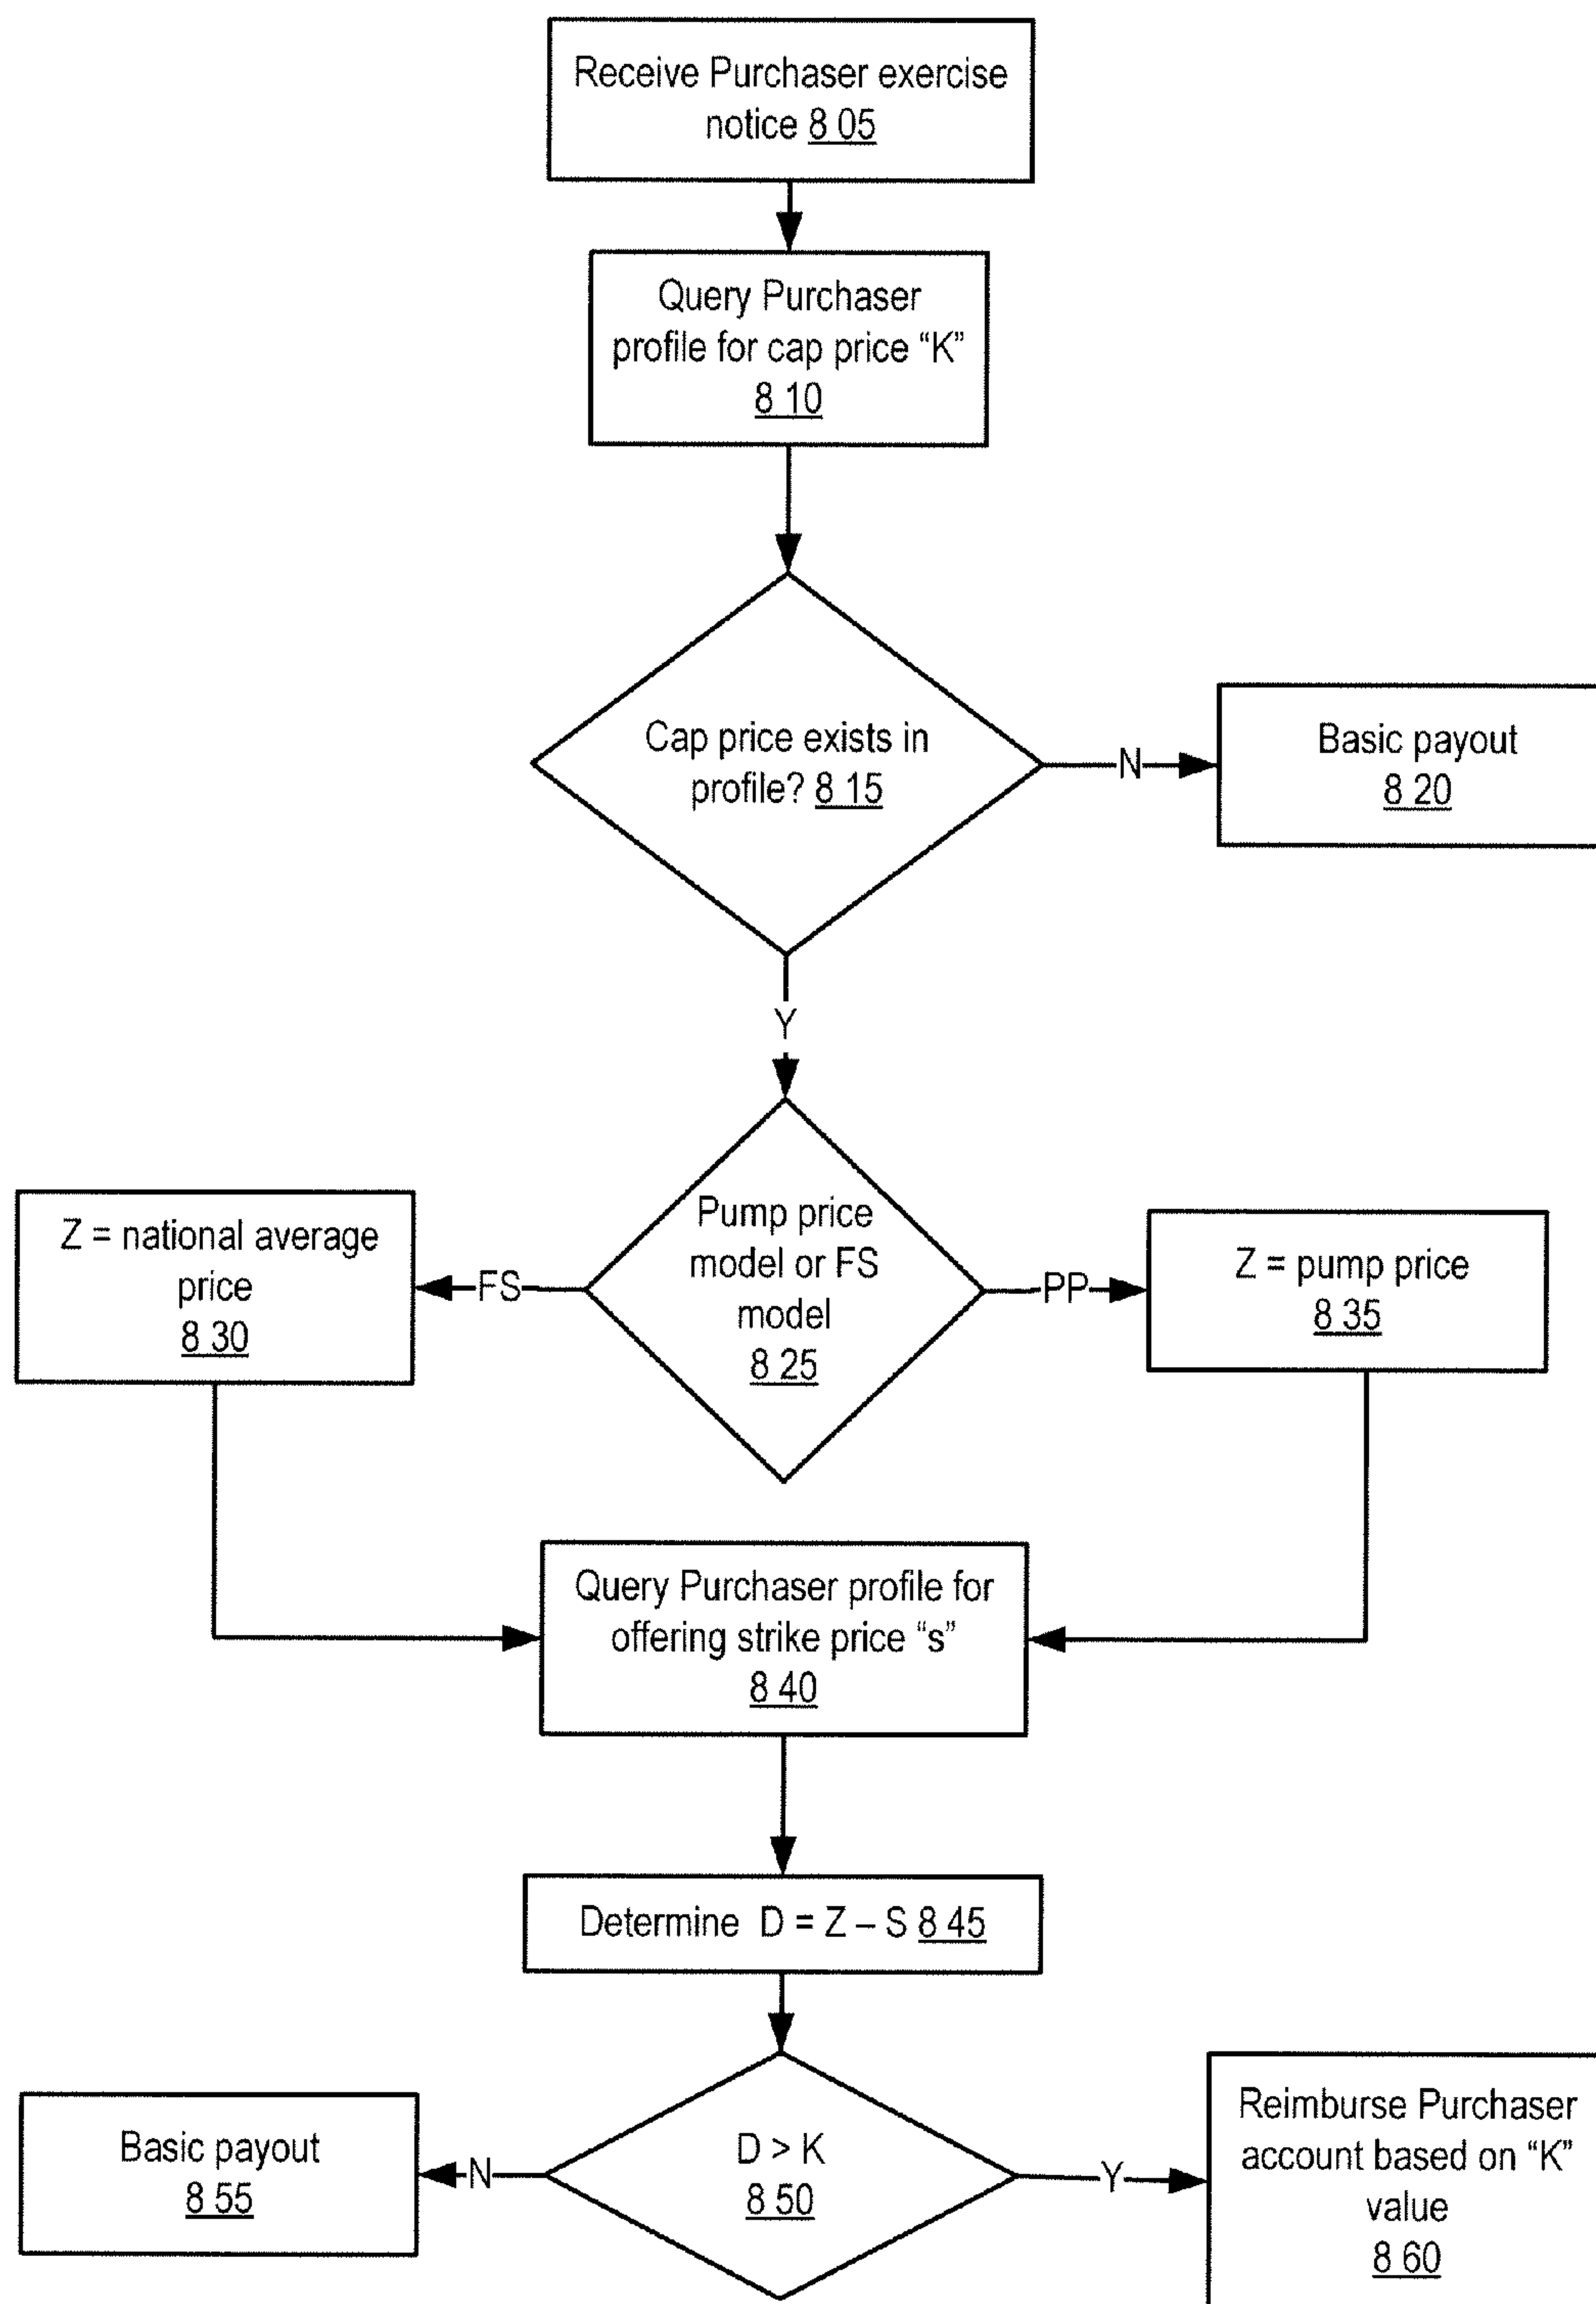 Receive Purchaser exercise
notice 8 05
Query Purchaser
profile for cap price “K”
8 10
Cap price exists in
profile? 8 15
N
Basic payout
8 20
Y
Pump price
model or FS
model
8 25
FS
Z = national average
price
8 30
PP
Z = pump price
8 35
Query Purchaser profile for
offering strike price “s”
8 40
Determine D = Z – S 8 45
D > K
8 50
N
Basic payout
8 55
Y
Reimburse Purchaser
account based on “K”
value
8 60